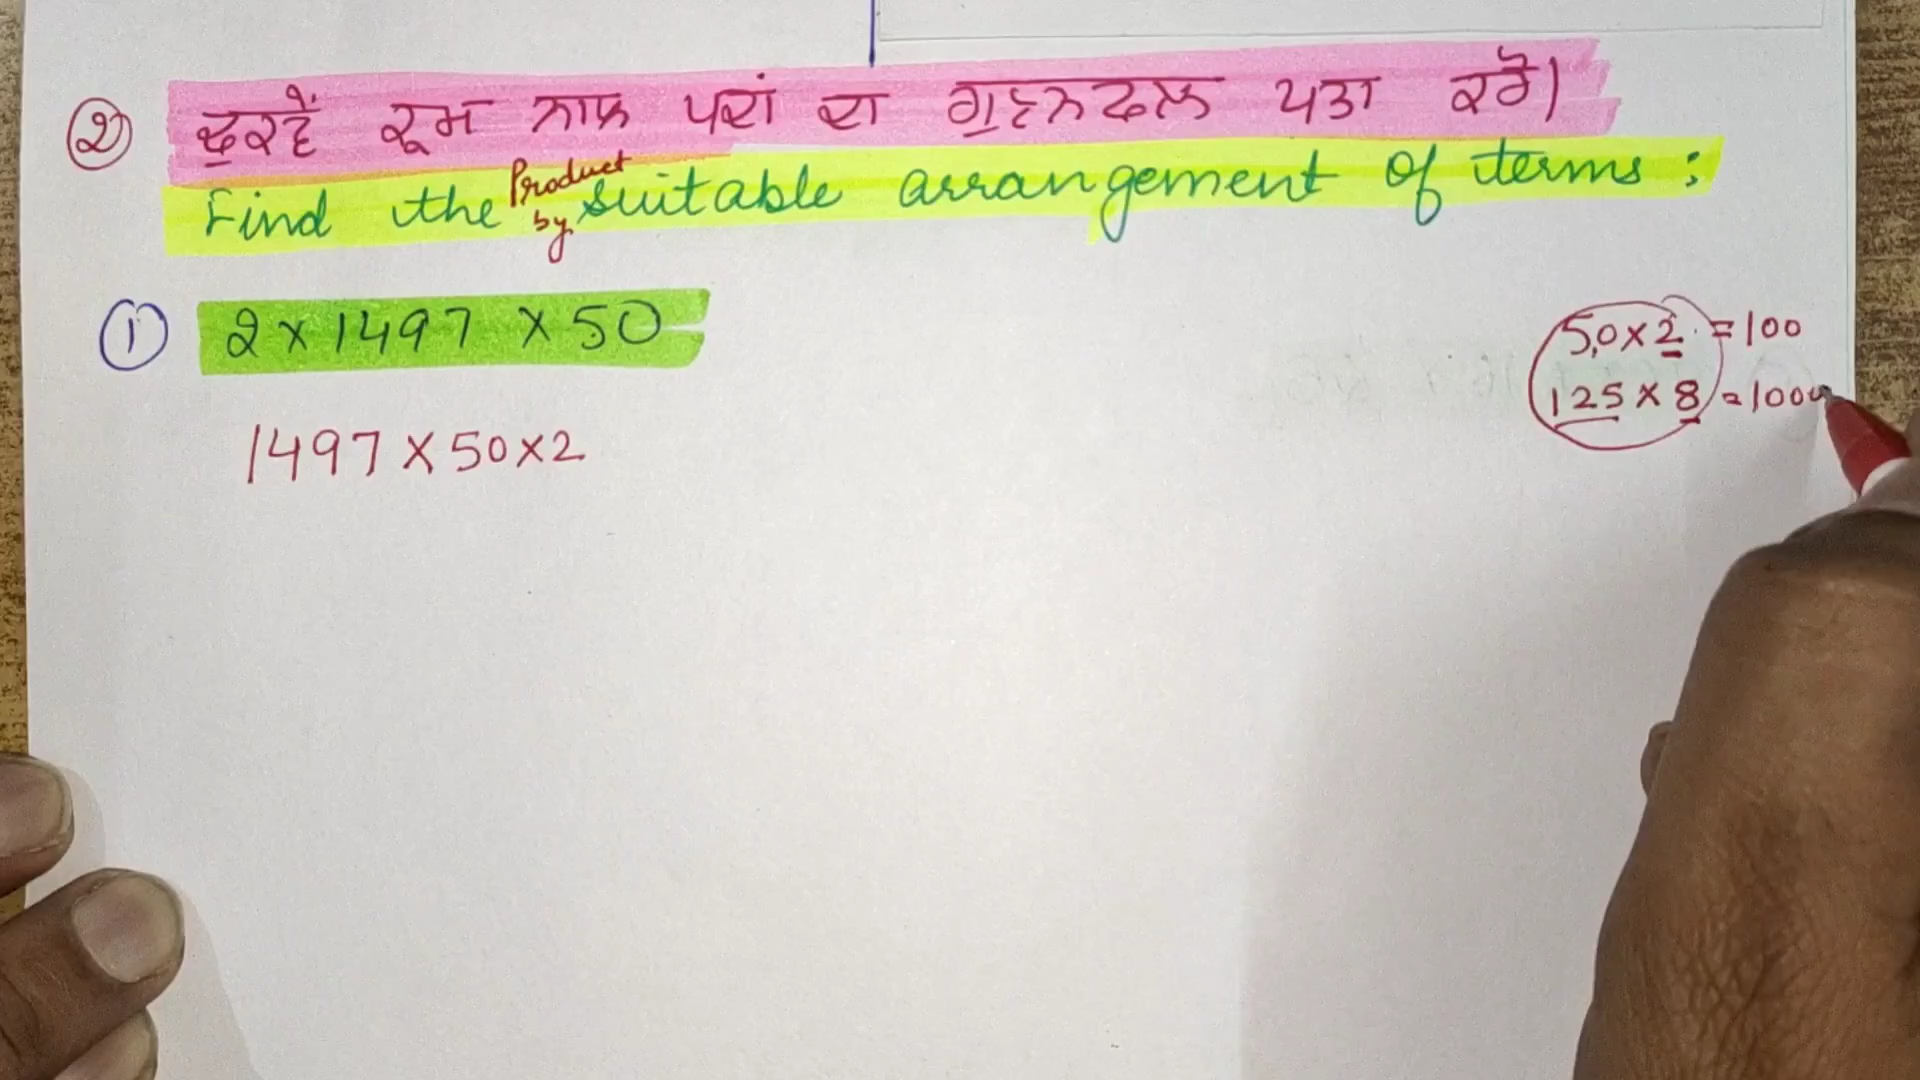 ② ਢੁਕਵੇਂ ਕ੍ਰਮ ਨਾਲ ਪਦਾਂ ਦਾ ਗੁਣਨਫਲ ਪਤਾ ਕਰੋ।
Find the Product by suitable arrangement of terms :
① 2 × 1497 × 50
50 × 2 = 100
125 × 8 = 1000
1497 × 50 × 2